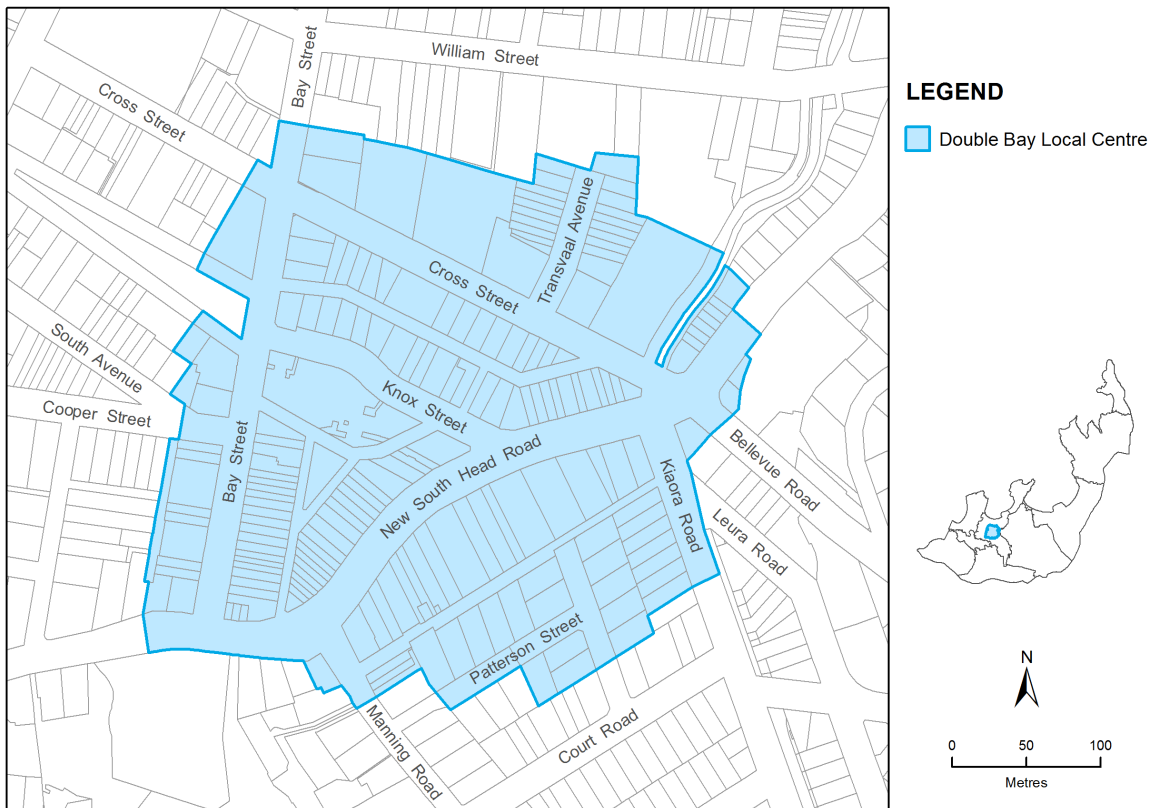 William Street
Bay Street
Cross Street
LEGEND
Double Bay Local Centre
Transvaal Avenue
Cross Street
South Avenue
Knox Street
Cooper Street
Bay Street
New South Head Road
Bellevue Road
Kiaora Road
Leura Road
Patterson Street
Manning Road
Court Road
N
0 50 100
Metres